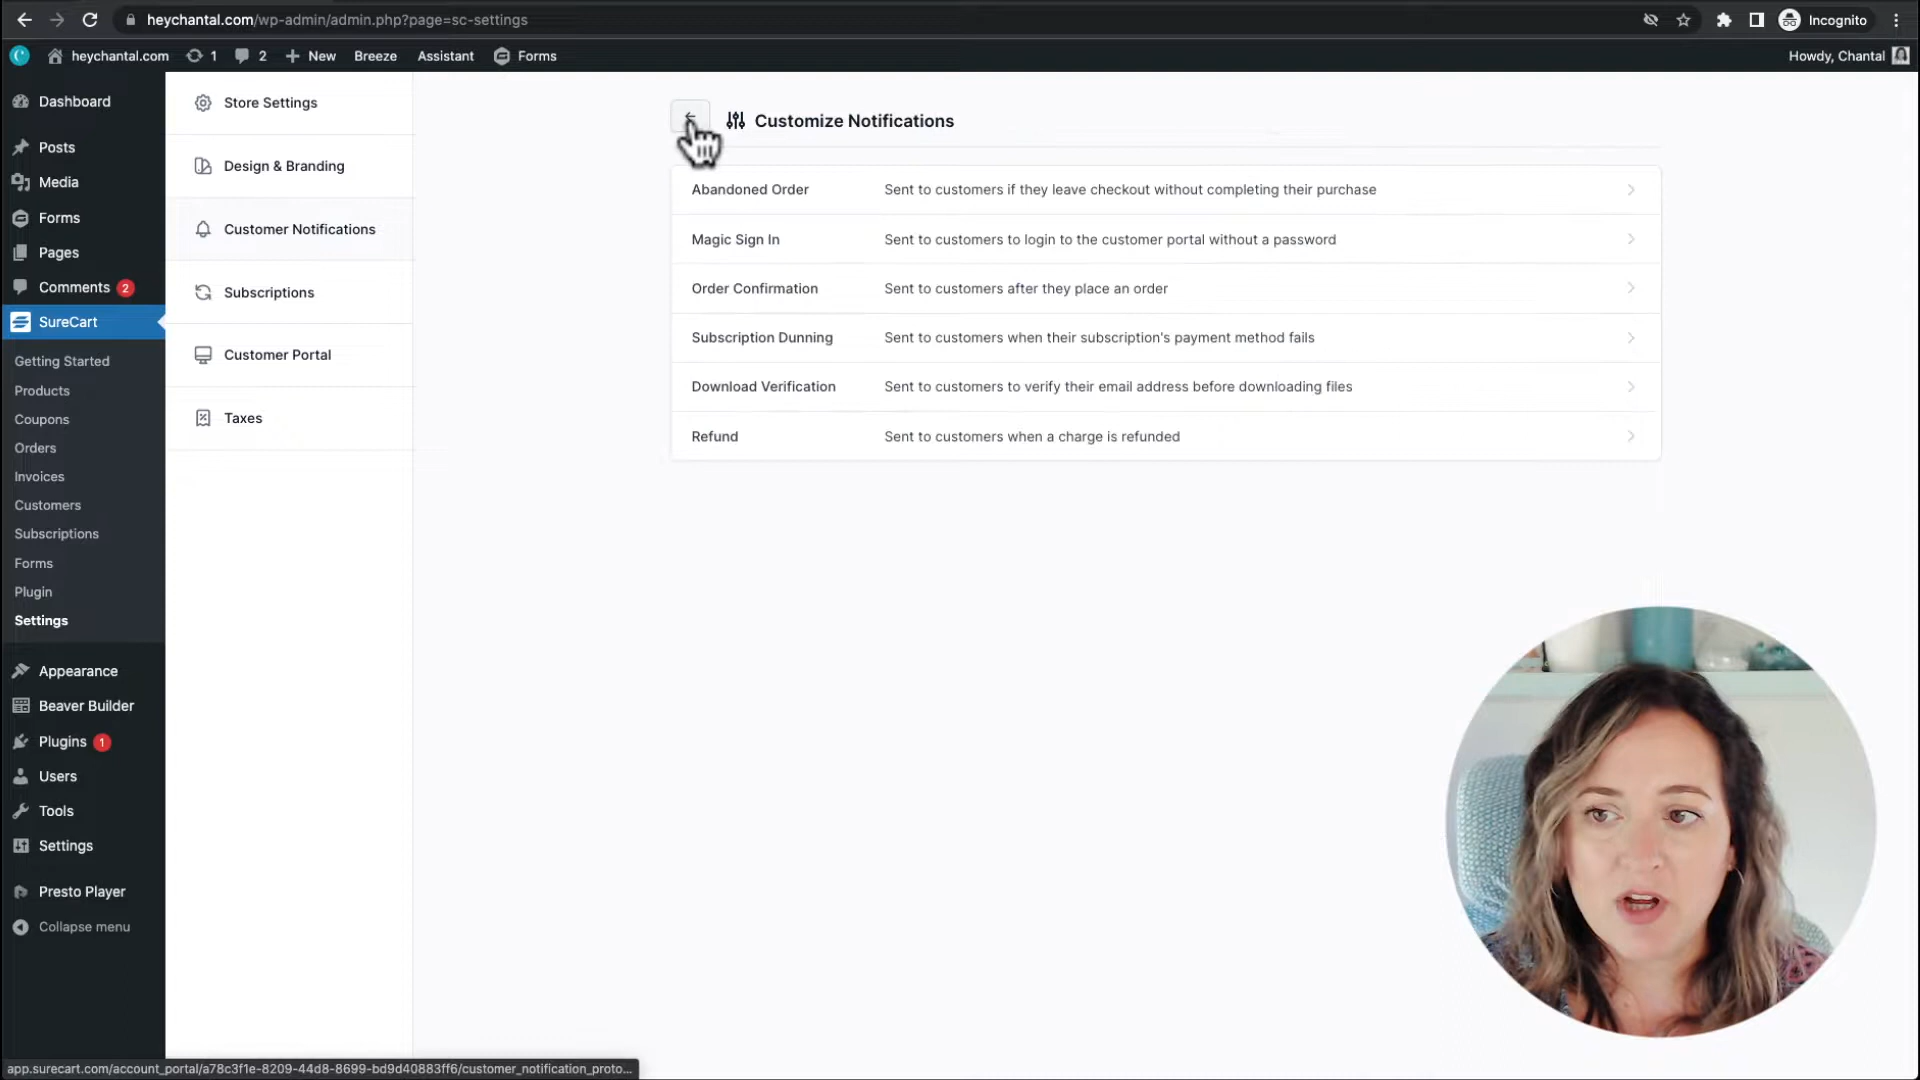 heychantal.com/wp-admin/admin.php?page=sc-settings
Incognito
heychantal.com
1
2
New
Breeze
Assistant
Forms
Howdy, Chantal
Dashboard
Posts
Media
Forms
Pages
Comments 2
SureCart
Getting Started
Products
Coupons
Orders
Invoices
Customers
Subscriptions
Forms
Plugin
Settings
Appearance
Beaver Builder
Plugins 1
Users
Tools
Settings
Presto Player
Collapse menu
Store Settings
Design & Branding
Customer Notifications
Subscriptions
Customer Portal
Taxes
Customize Notifications
Abandoned Order Sent to customers if they leave checkout without completing their purchase
Magic Sign In Sent to customers to login to the customer portal without a password
Order Confirmation Sent to customers after they place an order
Subscription Dunning Sent to customers when their subscription's payment method fails
Download Verification Sent to customers to verify their email address before downloading files
Refund Sent to customers when a charge is refunded
app.surecart.com/account_portal/a78c3f1e-8209-44d8-8699-bd9d40883ff6/customer_notification_proto...